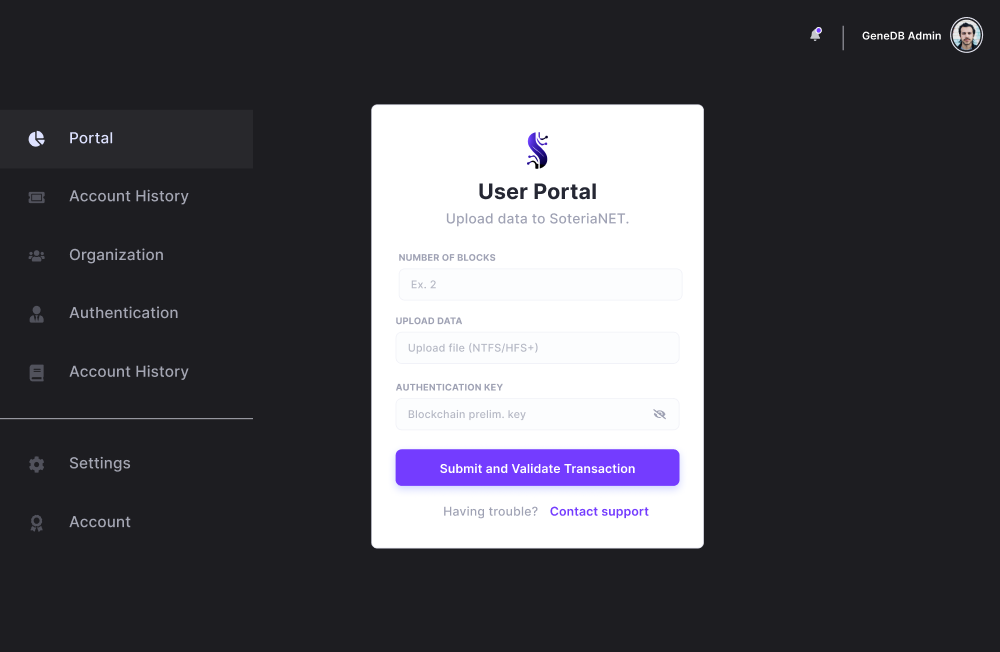 GeneDB Admin
Portal
Account History
Organization
Authentication
Account History
Settings
Account
User Portal
Upload data to SoteriaNET.
NUMBER OF BLOCKS
Ex. 2
UPLOAD DATA
Upload file (NTFS/HFS+)
AUTHENTICATION KEY
Blockchain prelim. key
Submit and Validate Transaction
Having trouble? Contact support